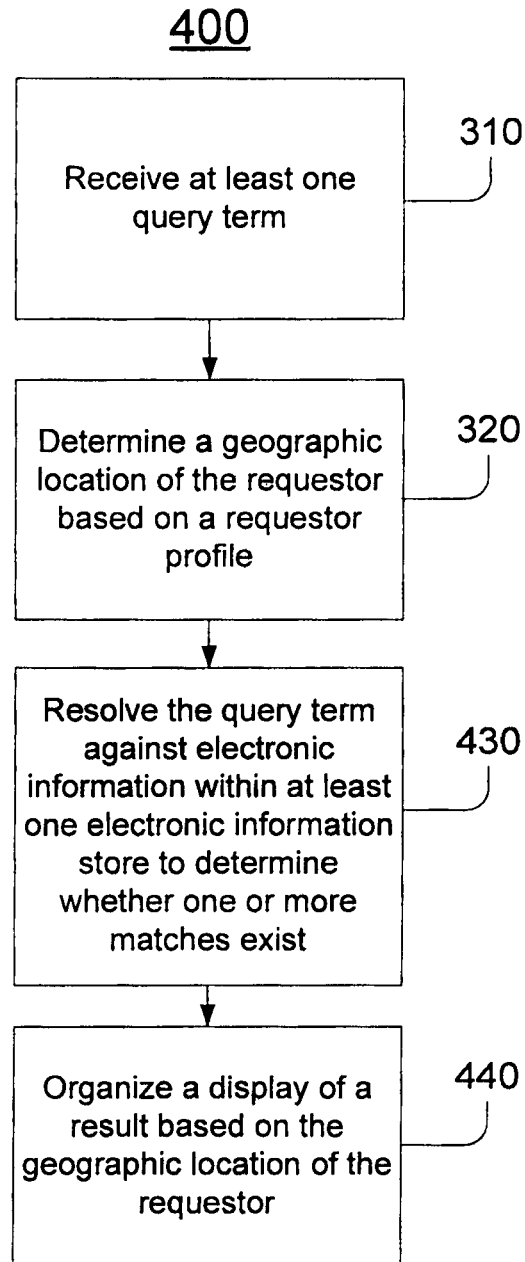 400
310
Receive at least one
query term
320
Determine a geographic
location of the requestor
based on a requestor
profile
430
Resolve the query term
against electronic
information within at least
one electronic information
store to determine
whether one or more
matches exist
440
Organize a display of a
result based on the
geographic location of the
requestor